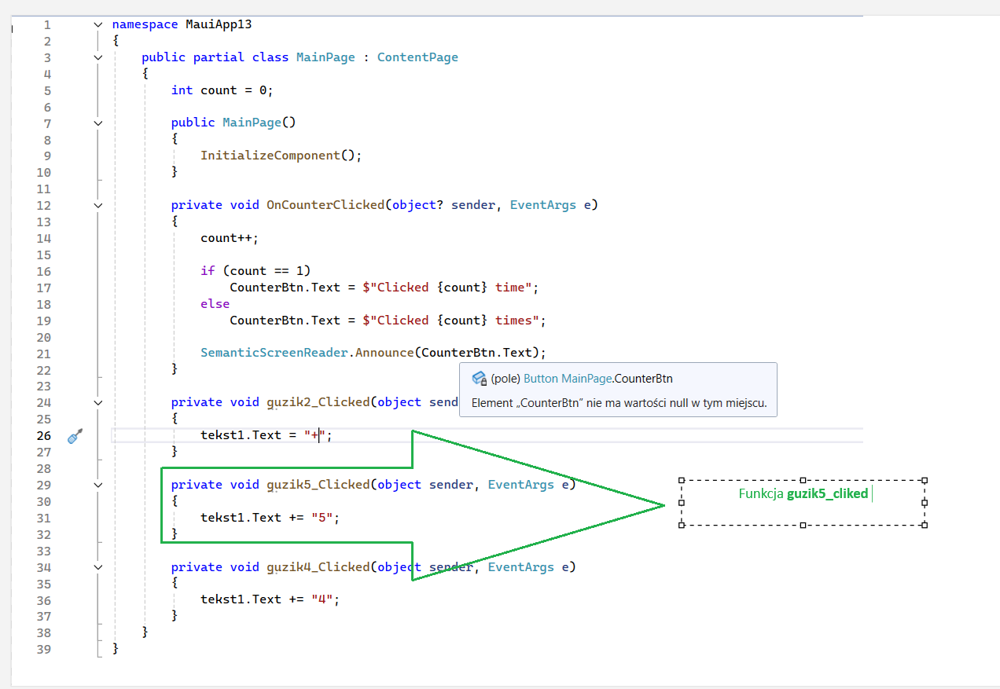 1 namespace MauiApp13
2 {
3 public partial class MainPage : ContentPage
4 {
5 int count = 0;
6
7 public MainPage()
8 {
9 InitializeComponent();
10 }
11
12 private void OnCounterClicked(object? sender, EventArgs e)
13 {
14 count++;
15
16 if (count == 1)
17 CounterBtn.Text = $"Clicked {count} time";
18 else
19 CounterBtn.Text = $"Clicked {count} times";
20
21 SemanticScreenReader.Announce(CounterBtn.Text);
22 }
(pole) Button MainPage.CounterBtn
Element „CounterBtn” nie ma wartości null w tym miejscu.
23
24 private void guzik2_Clicked(object send
25 {
26 tekst1.Text = "+";
27 }
28
29 private void guzik5_Clicked(object sender, EventArgs e)
Funkcja guzik5_cliked
30 {
31 tekst1.Text += "5";
32 }
33
34 private void guzik4_Clicked(object sender, EventArgs e)
35 {
36 tekst1.Text += "4";
37 }
38 }
39 }